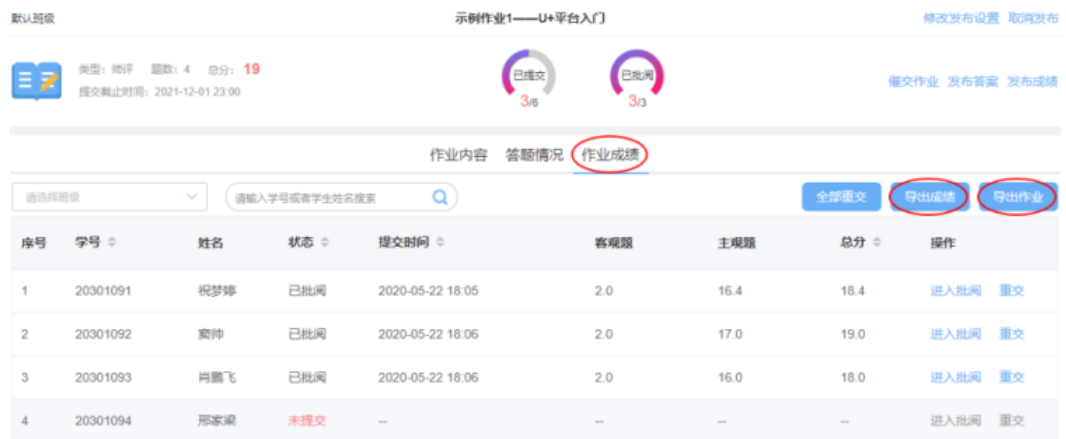 默认班级 示例作业1——U+平台入门 修改发布设置 取消发布
类型：师评 题数：4 总分：19 已提交 已批阅
提交截止时间：2021-12-01 23:00 3/6 3/3 催交作业 发布答案 发布成绩
作业内容 答题情况 作业成绩
请选择班级 请输入学号或者学生姓名搜索 全部重交 导出成绩 导出作业
序号 学号 姓名 状态 提交时间 客观题 主观题 总分 操作
1 20301091 祝梦婷 已批阅 2020-05-22 18:05 2.0 16.4 18.4 进入批阅 重交
2 20301092 窦帅 已批阅 2020-05-22 18:06 2.0 17.0 19.0 进入批阅 重交
3 20301093 肖鹏飞 已批阅 2020-05-22 18:06 2.0 16.0 18.0 进入批阅 重交
4 20301094 邢家梁 未提交 -- -- -- -- 进入批阅 重交